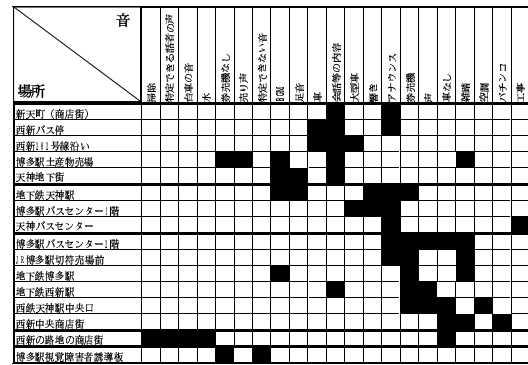 音
場所
掃除
特定できる話者の声
台車の音
水
券売機なし
売り声
特定できない音
BGM
足音
車
会話等の内容
大型車
響き
アナウンス
券売機
声
車なし
雑踏
空調
パチンコ
工事
新天町（商店街）
西新バス停
西新111号線沿い
博多駅土産物売場
天神地下街
地下鉄天神駅
博多駅バスセンター1階
天神バスセンター
博多駅バスセンター1階
JR博多駅切符売場前
地下鉄博多駅
地下鉄西新駅
西鉄天神駅中央口
西新中央商店街
西新の路地の商店街
博多駅視覚障害者誘導板